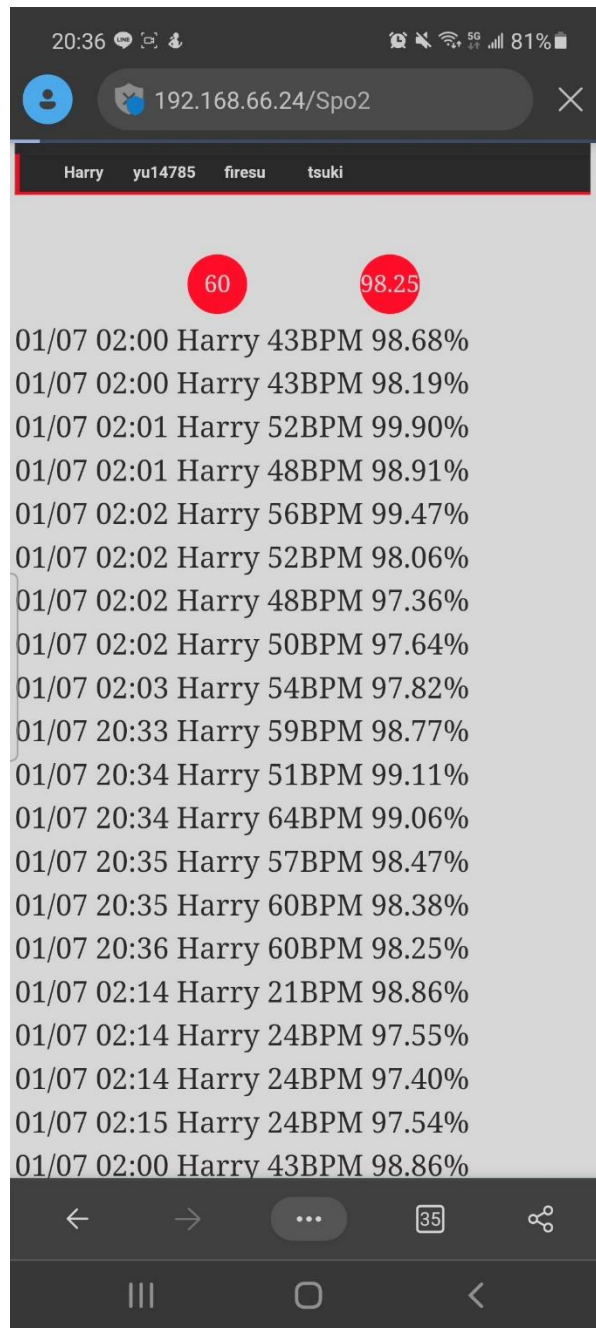 20:36 5G 81%
192.168.66.24/Spo2
Harry yu14785 firesu tsuki
60 98.25
01/07 02:00 Harry 43BPM 98.68%
01/07 02:00 Harry 43BPM 98.19%
01/07 02:01 Harry 52BPM 99.90%
01/07 02:01 Harry 48BPM 98.91%
01/07 02:02 Harry 56BPM 99.47%
01/07 02:02 Harry 52BPM 98.06%
01/07 02:02 Harry 48BPM 97.36%
01/07 02:02 Harry 50BPM 97.64%
01/07 02:03 Harry 54BPM 97.82%
01/07 20:33 Harry 59BPM 98.77%
01/07 20:34 Harry 51BPM 99.11%
01/07 20:34 Harry 64BPM 99.06%
01/07 20:35 Harry 57BPM 98.47%
01/07 20:35 Harry 60BPM 98.38%
01/07 20:36 Harry 60BPM 98.25%
01/07 02:14 Harry 21BPM 98.86%
01/07 02:14 Harry 24BPM 97.55%
01/07 02:14 Harry 24BPM 97.40%
01/07 02:15 Harry 24BPM 97.54%
01/07 02:00 Harry 43BPM 98.86%
35